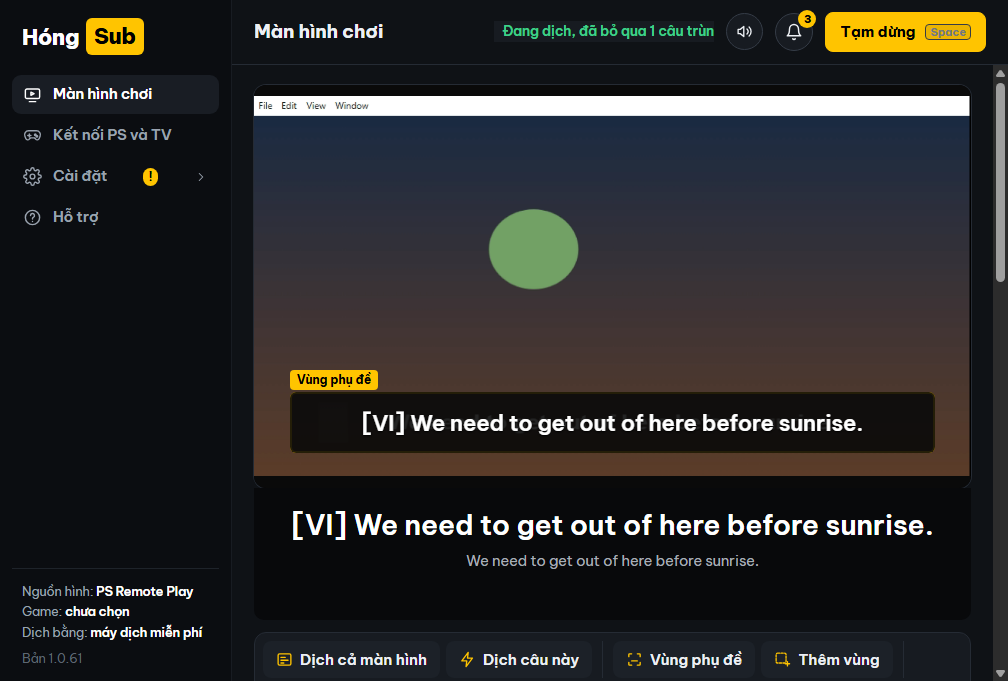 Hóng Sub
Màn hình chơi
Kết nối PS và TV
Cài đặt !
Hỗ trợ
Nguồn hình: PS Remote Play
Game: chưa chọn
Dịch bằng: máy dịch miễn phí
Bản 1.0.61
Màn hình chơi
Đang dịch, đã bỏ qua 1 câu trùn
3
Tạm dừng Space
File Edit View Window
Vùng phụ đề
[VI] We need to get out of here before sunrise.
[VI] We need to get out of here before sunrise.
We need to get out of here before sunrise.
Dịch cả màn hình
Dịch câu này
Vùng phụ đề
Thêm vùng